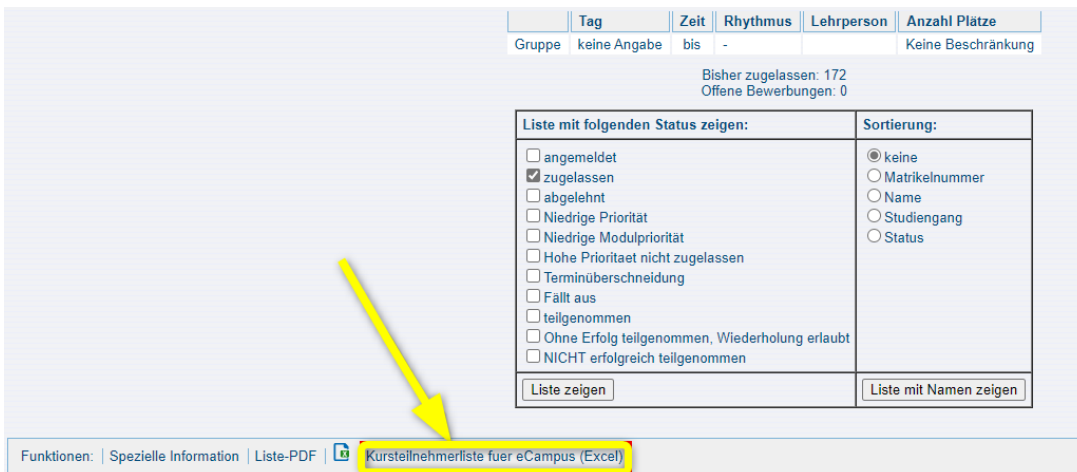 Tag Zeit Rhythmus Lehrperson Anzahl Plätze
Gruppe keine Angabe bis - Keine Beschränkung
Bisher zugelassen: 172
Offene Bewerbungen: 0
Liste mit folgenden Status zeigen: Sortierung:
angemeldet keine
zugelassen Matrikelnummer
abgelehnt Name
Niedrige Priorität Studiengang
Niedrige Modulpriorität Status
Hohe Prioritaet nicht zugelassen
Terminüberschneidung
Fällt aus
teilgenommen
Ohne Erfolg teilgenommen, Wiederholung erlaubt
NICHT erfolgreich teilgenommen
Liste zeigen Liste mit Namen zeigen
Funktionen: | Spezielle Information | Liste-PDF | Kursteilnehmerliste fuer eCampus (Excel)